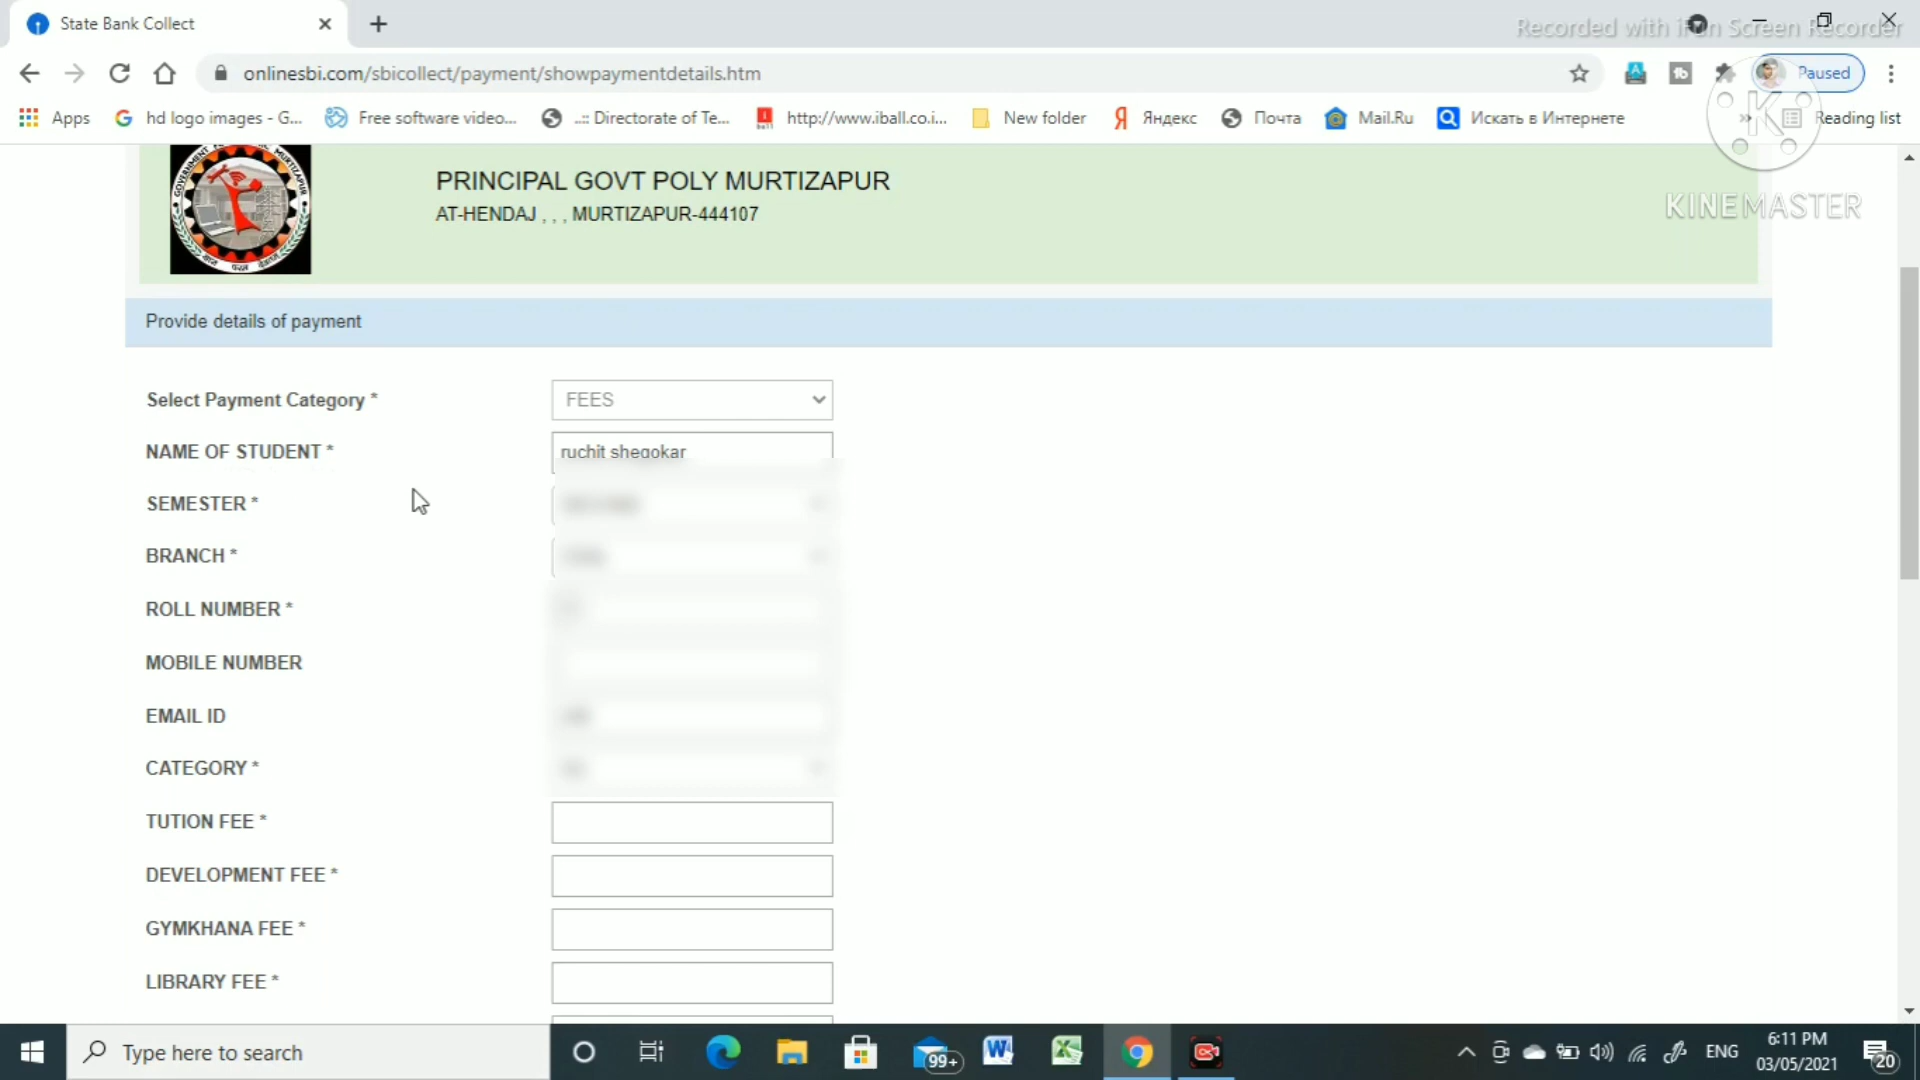 State Bank Collect
Recorded with iFun Screen Recorder
onlinesbi.com/sbicollect/payment/showpaymentdetails.htm
Paused
Apps
hd logo images - G...
Free software video...
..:: Directorate of Te...
http://www.iball.co.i...
New folder
Яндекс
Почта
Mail.Ru
Искать в Интернете
Reading list
KINEMASTER
PRINCIPAL GOVT POLY MURTIZAPUR
AT-HENDAJ , , , MURTIZAPUR-444107
Provide details of payment
Select Payment Category *
FEES
NAME OF STUDENT *
ruchit shegokar
SEMESTER *
BRANCH *
ROLL NUMBER *
MOBILE NUMBER
EMAIL ID
CATEGORY *
TUTION FEE *
DEVELOPMENT FEE *
GYMKHANA FEE *
LIBRARY FEE *
Type here to search
99+
ENG
6:11 PM
03/05/2021
20